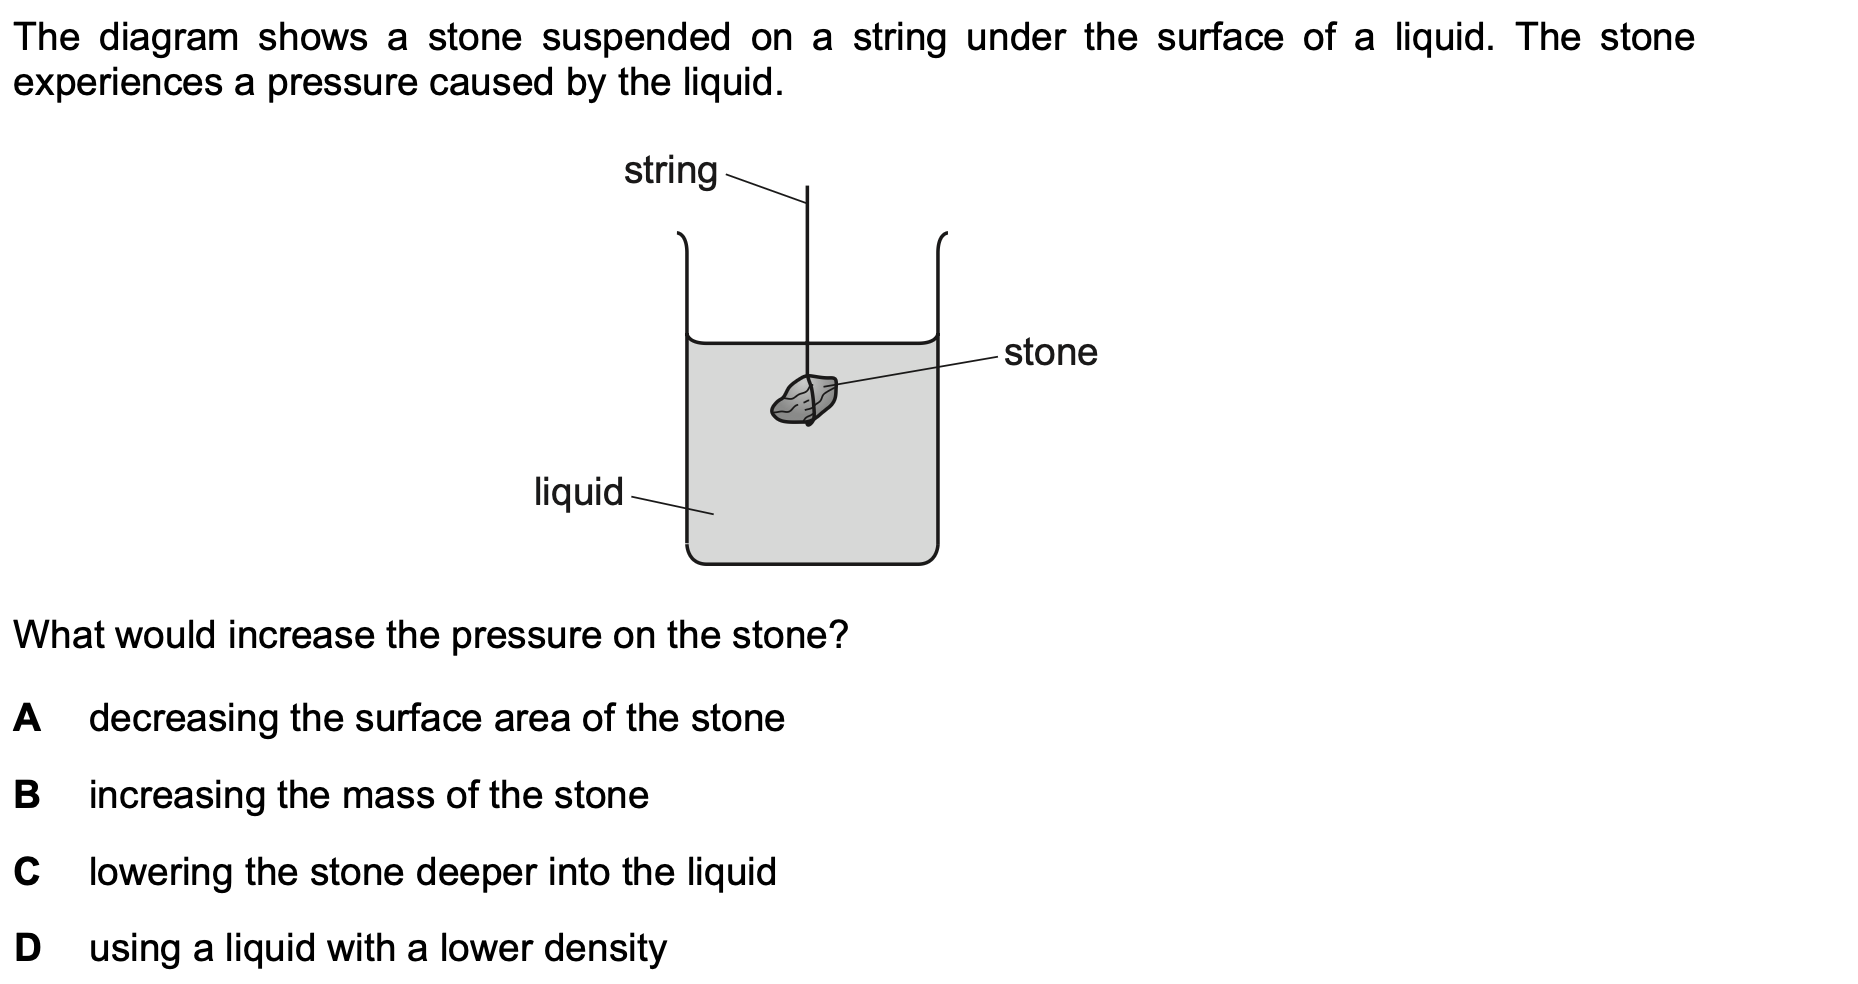 The diagram shows a stone suspended on a string under the surface of a liquid. The stone
experiences a pressure caused by the liquid.
string
stone
liquid
What would increase the pressure on the stone?
A decreasing the surface area of the stone
B increasing the mass of the stone
C lowering the stone deeper into the liquid
D using a liquid with a lower density